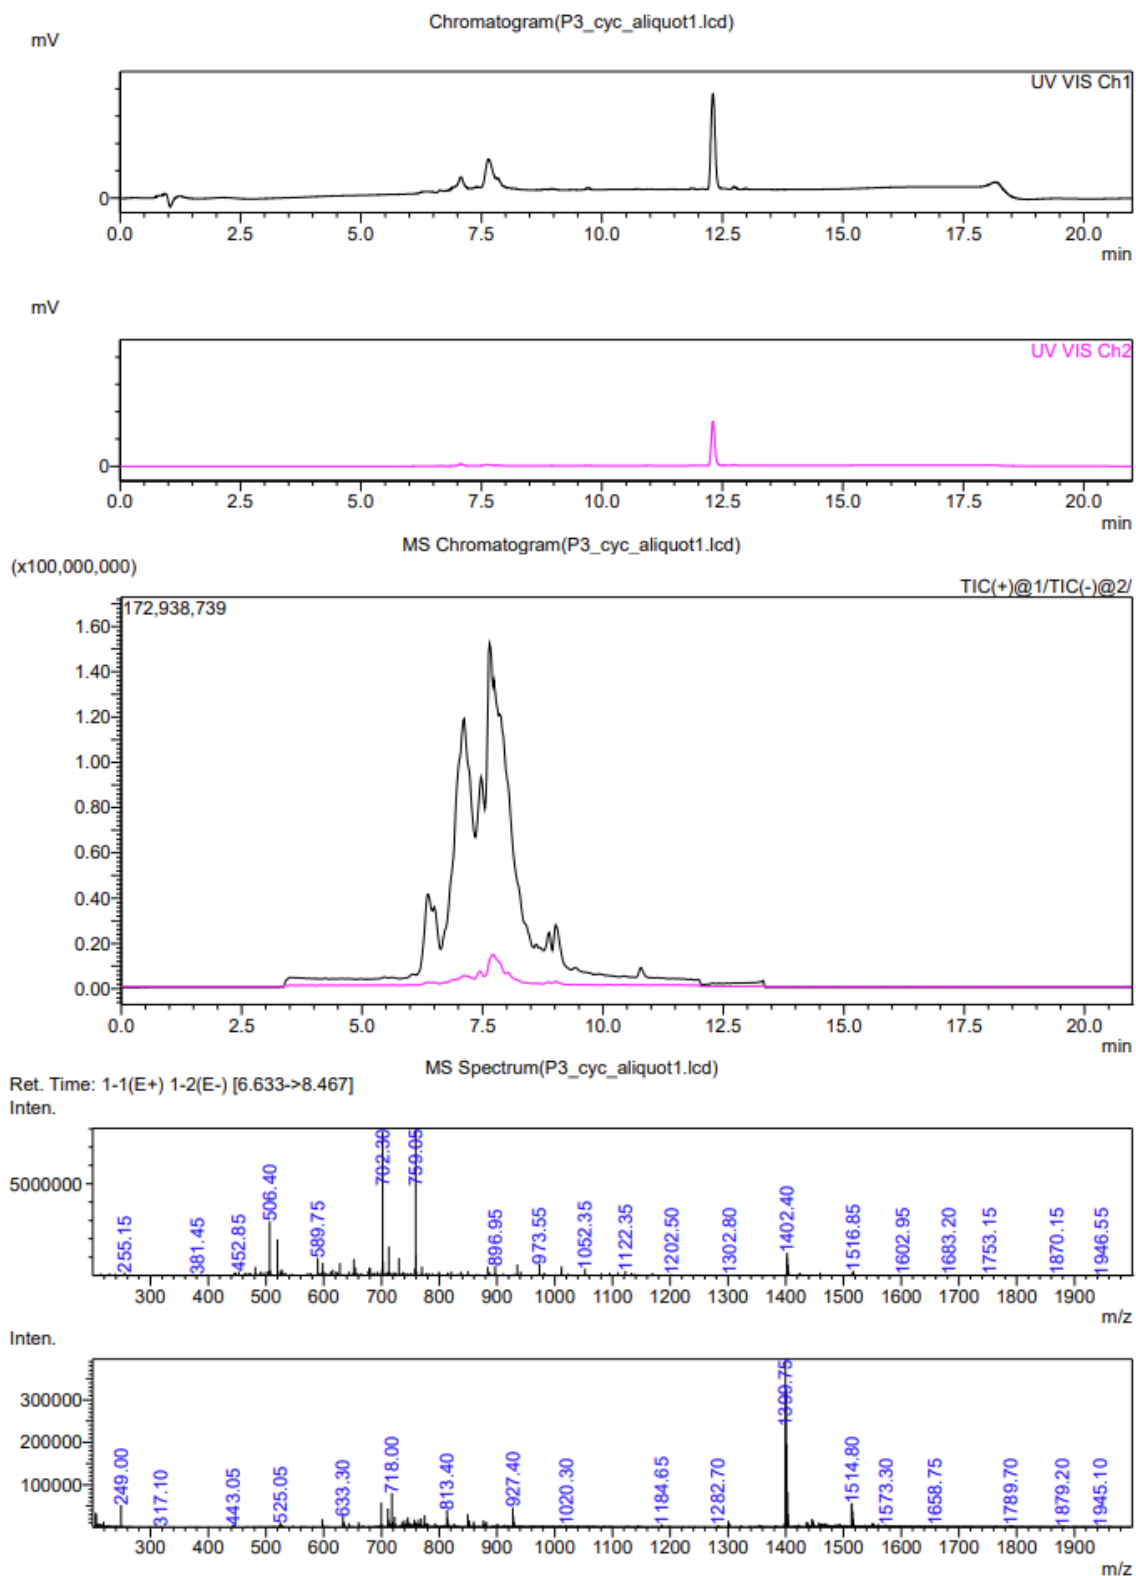 Chromatogram(P3_cyc_aliquot1.lcd)
mV
UV VIS Ch1
0
0.0 2.5 5.0 7.5 10.0 12.5 15.0 17.5 20.0
min
mV
UV VIS Ch2
0
0.0 2.5 5.0 7.5 10.0 12.5 15.0 17.5 20.0
min
MS Chromatogram(P3_cyc_aliquot1.lcd)
(x100,000,000)
TIC(+)@1/TIC(-)@2/
172,938,739
1.60
1.40
1.20
1.00
0.80
0.60
0.40
0.20
0.00
0.0 2.5 5.0 7.5 10.0 12.5 15.0 17.5 20.0
min
MS Spectrum(P3_cyc_aliquot1.lcd)
Ret. Time: 1-1(E+) 1-2(E-) [6.633->8.467]
Inten.
5000000
255.15 381.45 452.85 506.40 589.75 702.30 759.05 896.95 973.55 1052.35 1122.35 1202.50 1302.80 1402.40 1516.85 1602.95 1683.20 1753.15 1870.15 1946.55
300 400 500 600 700 800 900 1000 1100 1200 1300 1400 1500 1600 1700 1800 1900
m/z
Inten.
300000
200000
100000
249.00 317.10 443.05 525.05 633.30 718.00 813.40 927.40 1020.30 1184.65 1282.70 1399.75 1514.80 1573.30 1658.75 1789.70 1879.20 1945.10
300 400 500 600 700 800 900 1000 1100 1200 1300 1400 1500 1600 1700 1800 1900
m/z